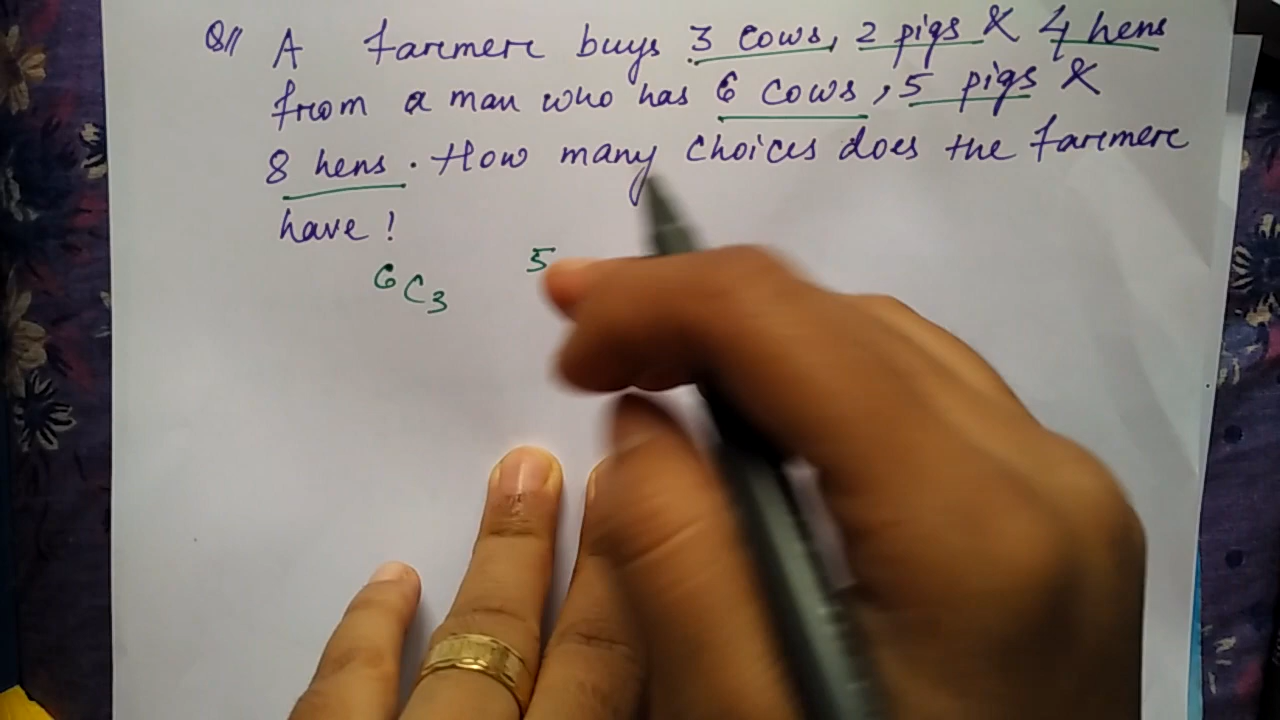 Q// A farmer buys 3 cows, 2 pigs & 4 hens
from a man who has 6 cows, 5 pigs &
8 hens. How many choices does the farmer
have!
⁶C₃ 5